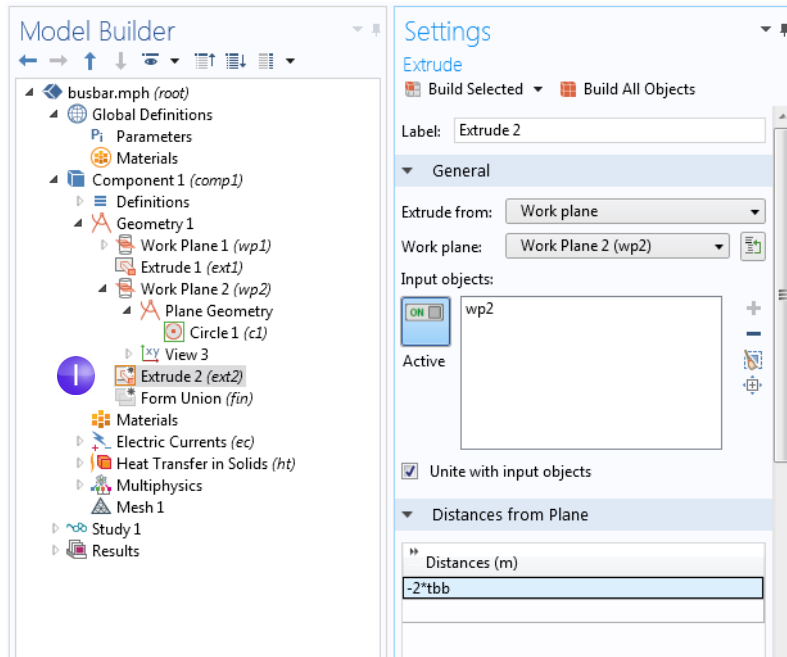 Model Builder
busbar.mph (root)
Global Definitions
Pi Parameters
Materials
Component 1 (comp1)
Definitions
Geometry 1
Work Plane 1 (wp1)
Extrude 1 (ext1)
Work Plane 2 (wp2)
Plane Geometry
Circle 1 (c1)
xy View 3
I
Extrude 2 (ext2)
Form Union (fin)
Materials
Electric Currents (ec)
Heat Transfer in Solids (ht)
Multiphysics
Mesh 1
Study 1
Results
Settings
Extrude
Build Selected Build All Objects
Label: Extrude 2
General
Extrude from: Work plane
Work plane: Work Plane 2 (wp2)
Input objects:
ON
Active
wp2
Unite with input objects
Distances from Plane
Distances (m)
-2*tbb